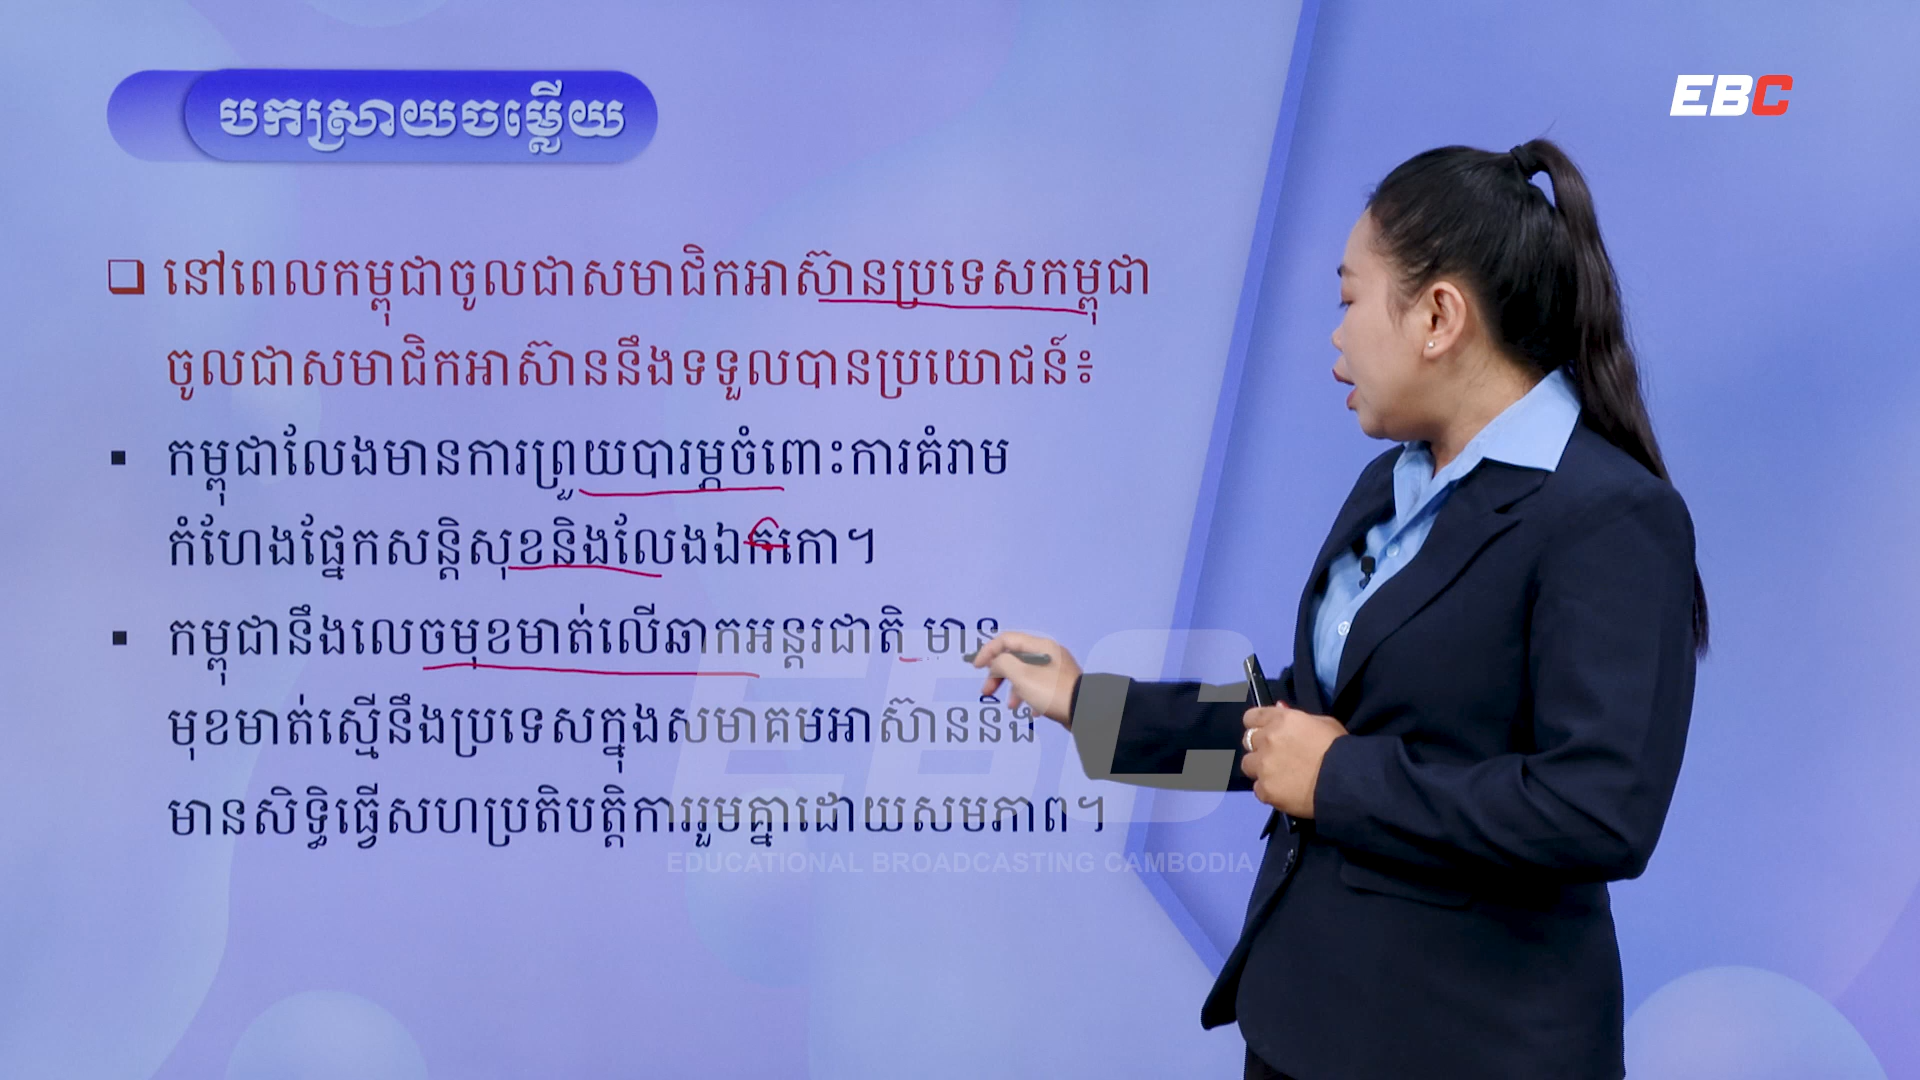 បកស្រាយចម្លើយ
EBC
❑ នៅពេលកម្ពុជាចូលជាសមាជិកអាស៊ានប្រទេសកម្ពុជា
ចូលជាសមាជិកអាស៊ាននឹងទទួលបានប្រយោជន៍៖
▪ កម្ពុជាលែងមានការព្រួយបារម្ភចំពោះការគំរាម
កំហែងផ្នែកសន្តិសុខនិងលែងឯកកោ។
▪ កម្ពុជានឹងលេចមុខមាត់លើឆាកអន្តរជាតិ មាន
មុខមាត់ស្មើនឹងប្រទេសក្នុងសមាគមអាស៊ាននិង
មានសិទ្ធិធ្វើសហប្រតិបត្តិការរួមគ្នាដោយសមភាព។
EBC
EDUCATIONAL BROADCASTING CAMBODIA